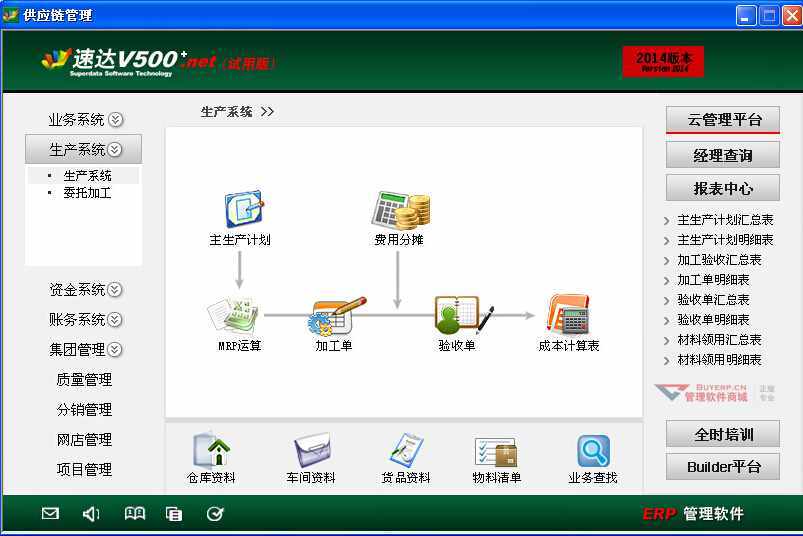 供应链管理
速达V500+.net(试用版)
Superdata Software Technology
2014版本
Version 2014
业务系统
生产系统
生产系统
委托加工
资金系统
账务系统
集团管理
质量管理
分销管理
网店管理
项目管理
生产系统 >>
主生产计划
费用分摊
MRP运算
加工单
验收单
成本计算表
仓库资料
车间资料
货品资料
物料清单
业务查找
云管理平台
经理查询
报表中心
主生产计划汇总表
主生产计划明细表
加工验收汇总表
加工单明细表
验收单汇总表
验收单明细表
材料领用汇总表
材料领用明细表
BUYERP.CN
管理软件商城
正版
专业
全时培训
Builder平台
ERP 管理软件